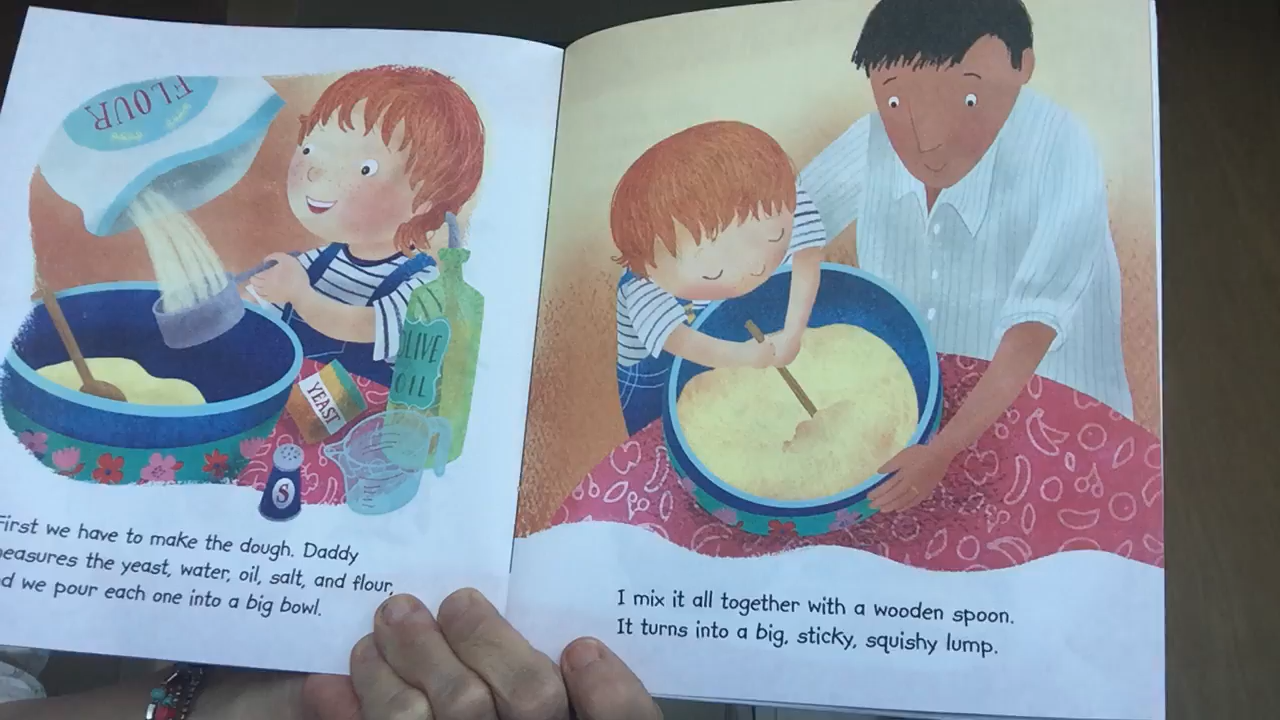 FLOUR
OLIVE
OIL
YEAST
S
First we have to make the dough. Daddy
measures the yeast, water, oil, salt, and flour,
and we pour each one into a big bowl.
I mix it all together with a wooden spoon.
It turns into a big, sticky, squishy lump.